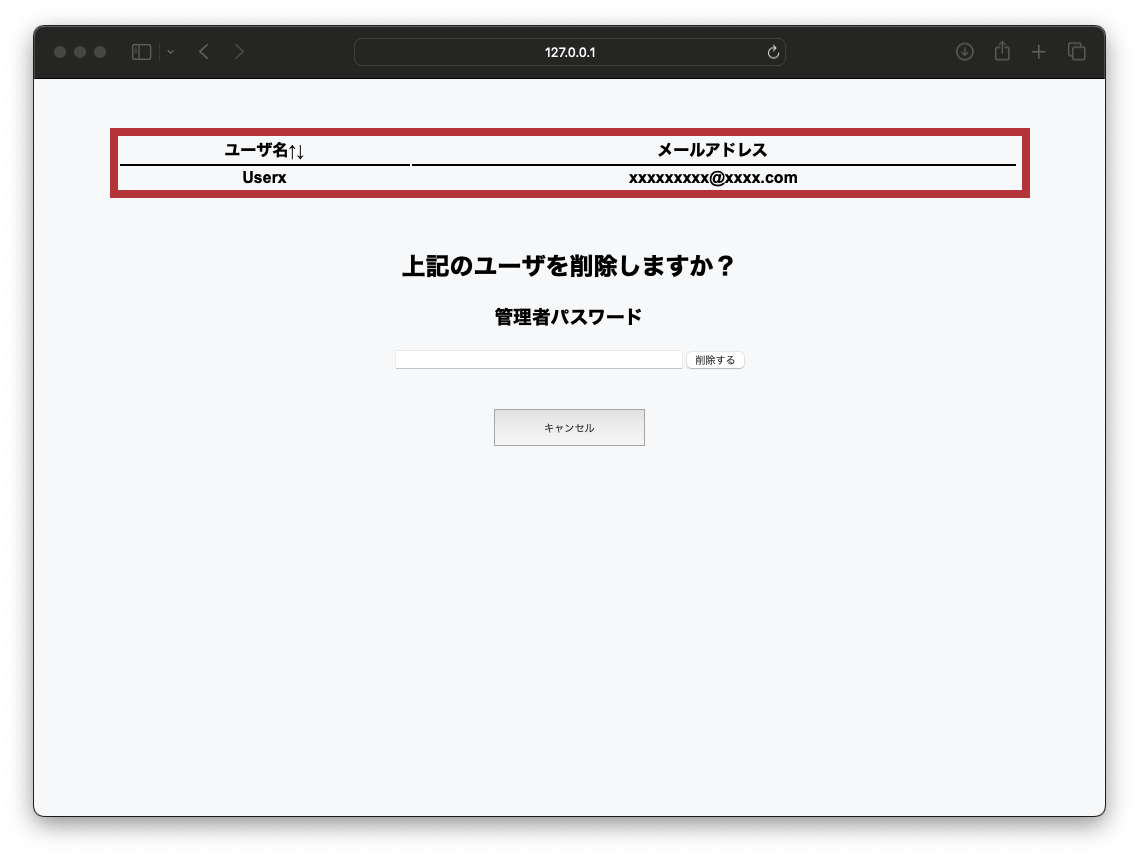 127.0.0.1
ユーザ名↑↓ メールアドレス
Userx xxxxxxxxx@xxxx.com
上記のユーザを削除しますか？
管理者パスワード
削除する
キャンセル